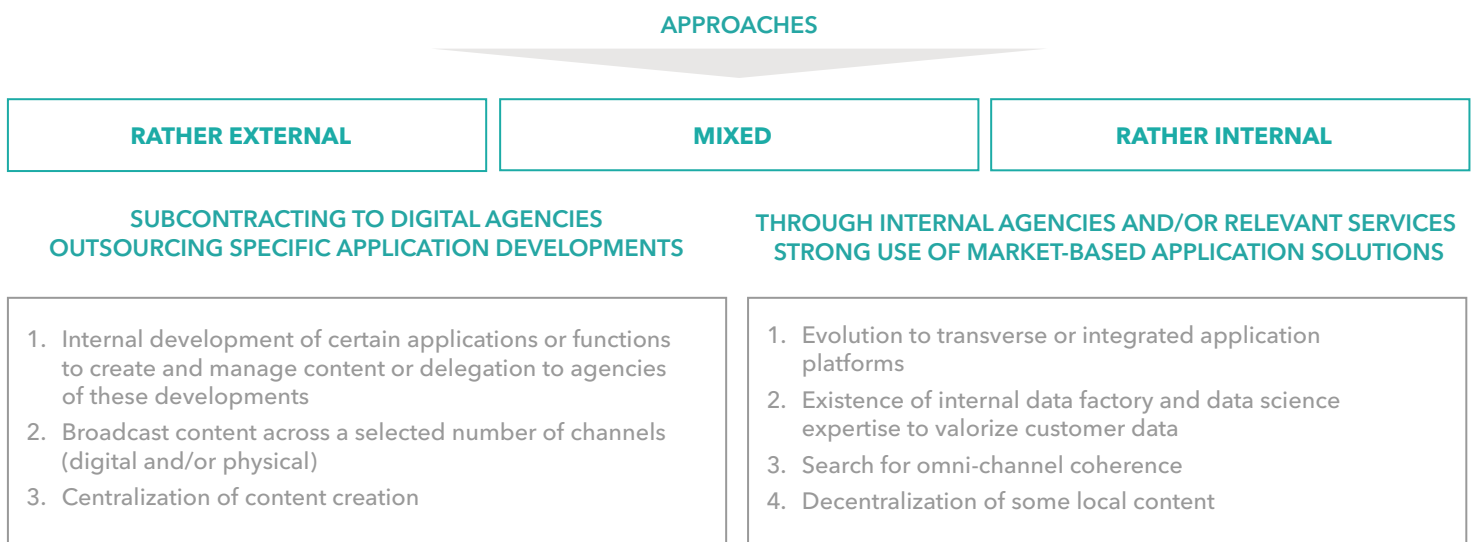 APPROACHES
RATHER EXTERNAL
MIXED
RATHER INTERNAL
SUBCONTRACTING TO DIGITAL AGENCIES
OUTSOURCING SPECIFIC APPLICATION DEVELOPMENTS
THROUGH INTERNAL AGENCIES AND/OR RELEVANT SERVICES
STRONG USE OF MARKET-BASED APPLICATION SOLUTIONS
1. Internal development of certain applications or functions
to create and manage content or delegation to agencies
of these developments
2. Broadcast content across a selected number of channels
(digital and/or physical)
3. Centralization of content creation
1. Evolution to transverse or integrated application
platforms
2. Existence of internal data factory and data science
expertise to valorize customer data
3. Search for omni-channel coherence
4. Decentralization of some local content